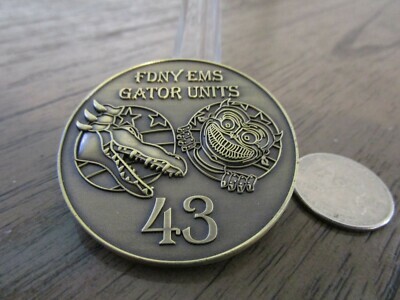 FDNY EMS
GATOR UNITS
43